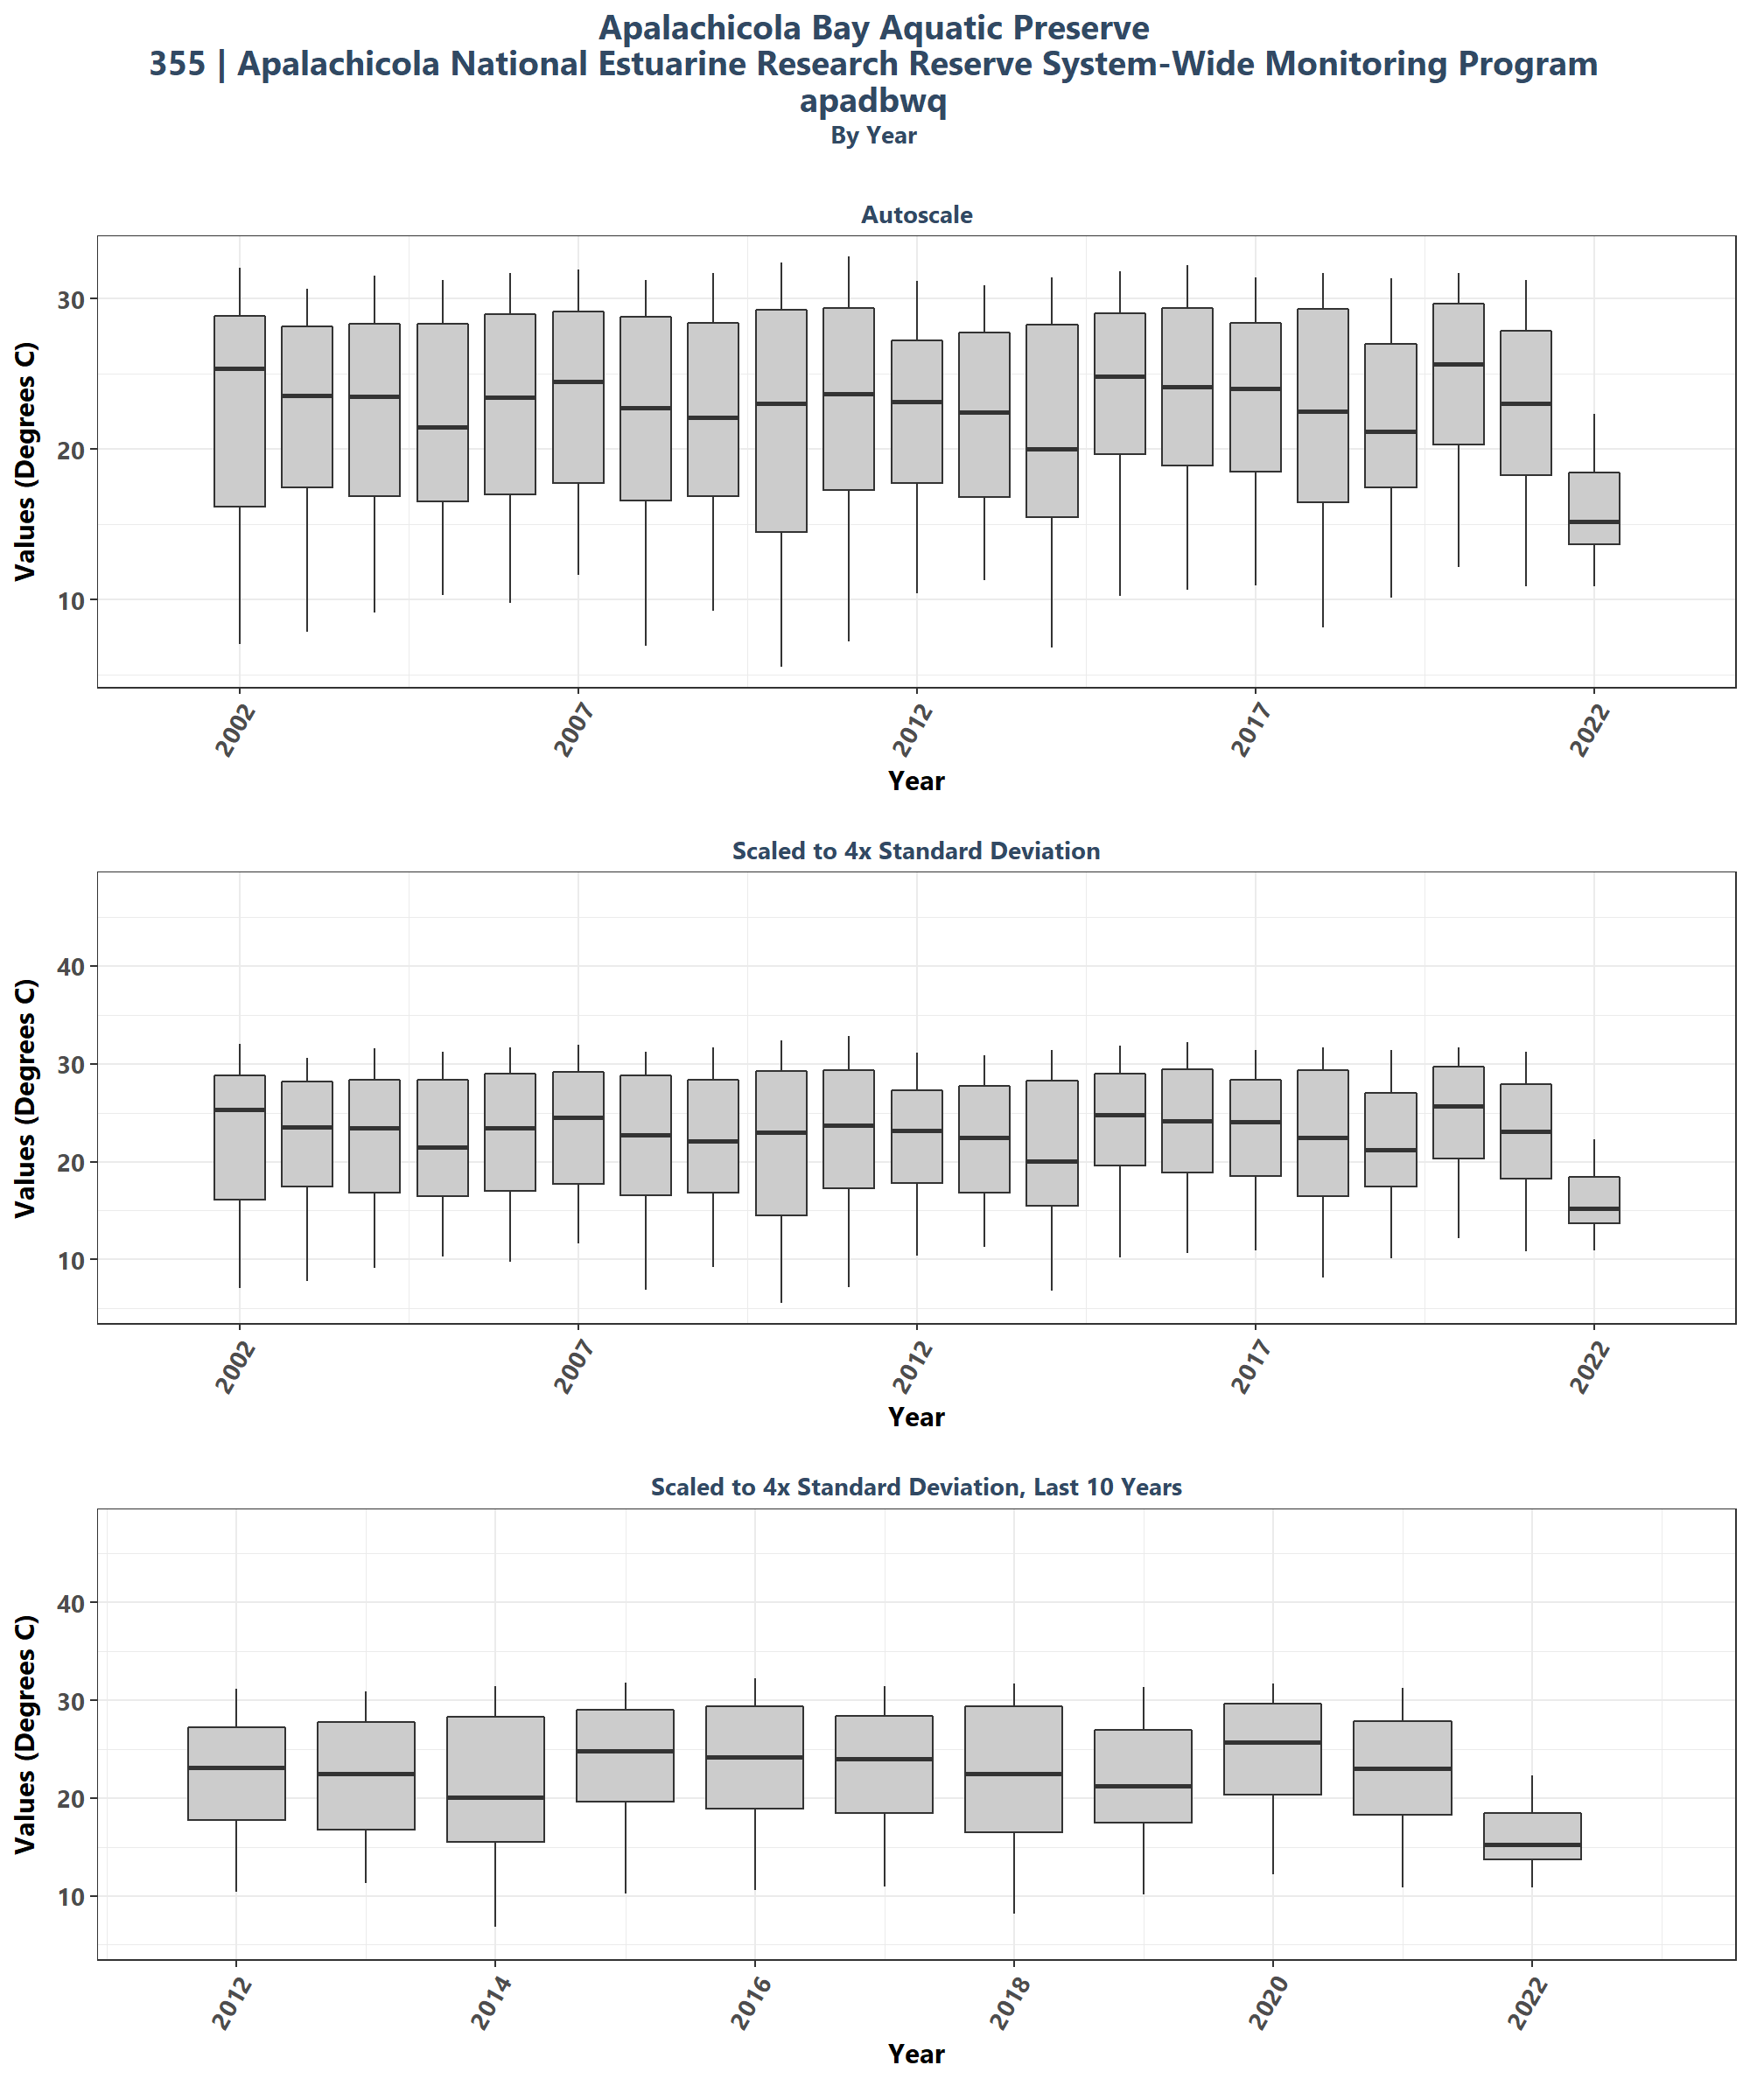 Apalachicola Bay Aquatic Preserve
355 | Apalachicola National Estuarine Research Reserve System-Wide Monitoring Program
apadbwq
By Year
Autoscale
Values (Degrees C)
30
20
10
2002
2007
2012
2017
2022
Year
Scaled to 4x Standard Deviation
Values (Degrees C)
40
30
20
10
2002
2007
2012
2017
2022
Year
Scaled to 4x Standard Deviation, Last 10 Years
Values (Degrees C)
40
30
20
10
2012
2014
2016
2018
2020
2022
Year